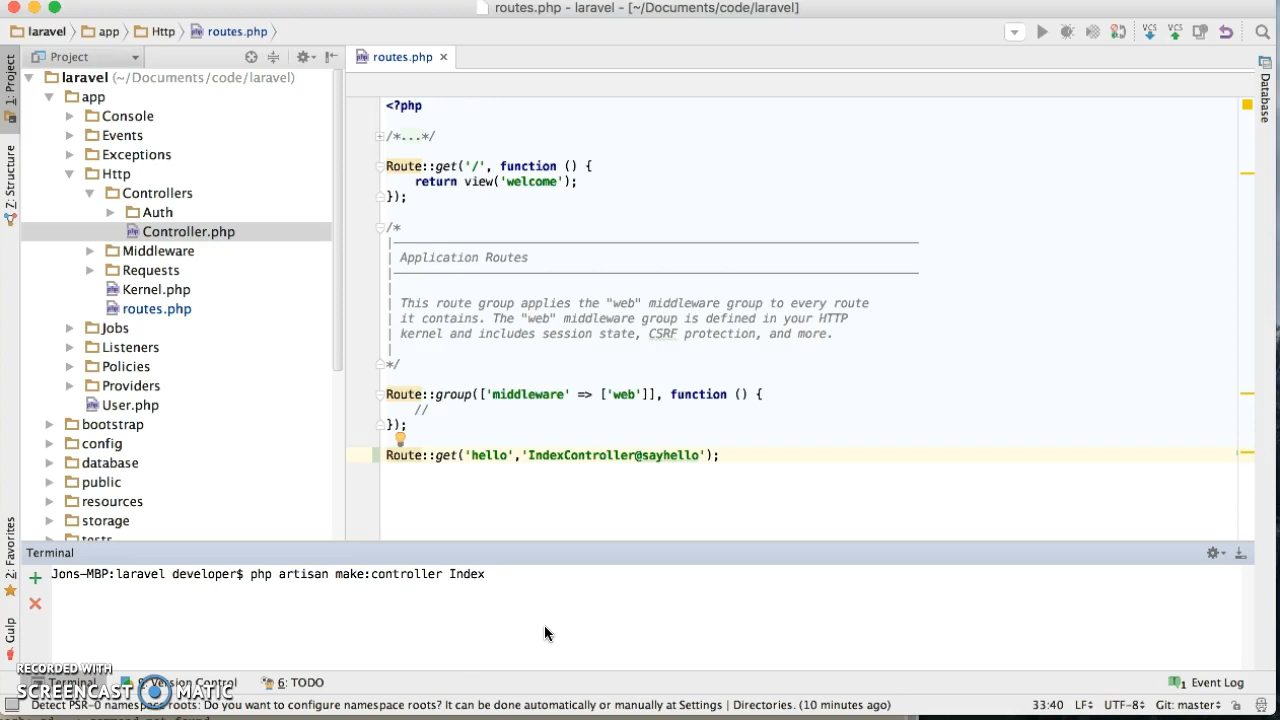 routes.php - laravel - [~/Documents/code/laravel]
laravel app Http routes.php
1: Project
Project
routes.php
Database
laravel (~/Documents/code/laravel)
app
Console
Events
Exceptions
Http
Controllers
Auth
Controller.php
Middleware
Requests
Kernel.php
routes.php
Jobs
Listeners
Policies
Providers
User.php
bootstrap
config
database
public
resources
storage
tests
7: Structure
2: Favorites
Gulp
<?php
/*...*/
Route::get('/', function () {
return view('welcome');
});
/*
|
| Application Routes
|
|
| This route group applies the "web" middleware group to every route
| it contains. The "web" middleware group is defined in your HTTP
| kernel and includes session state, CSRF protection, and more.
|
*/
Route::group(['middleware' => ['web']], function () {
//
});
Route::get('hello','IndexController@sayhello');
Terminal
Jons-MBP:laravel developer$ php artisan make:controller Index
RECORDED WITH
SCREENCAST MATIC
Terminal 9: Version Control 6: TODO 1 Event Log
Detect PSR-0 namespace roots: Do you want to configure namespace roots? It can be done automatically or manually at Settings | Directories. (10 minutes ago) 33:40 LF÷ UTF-8÷ Git: master÷